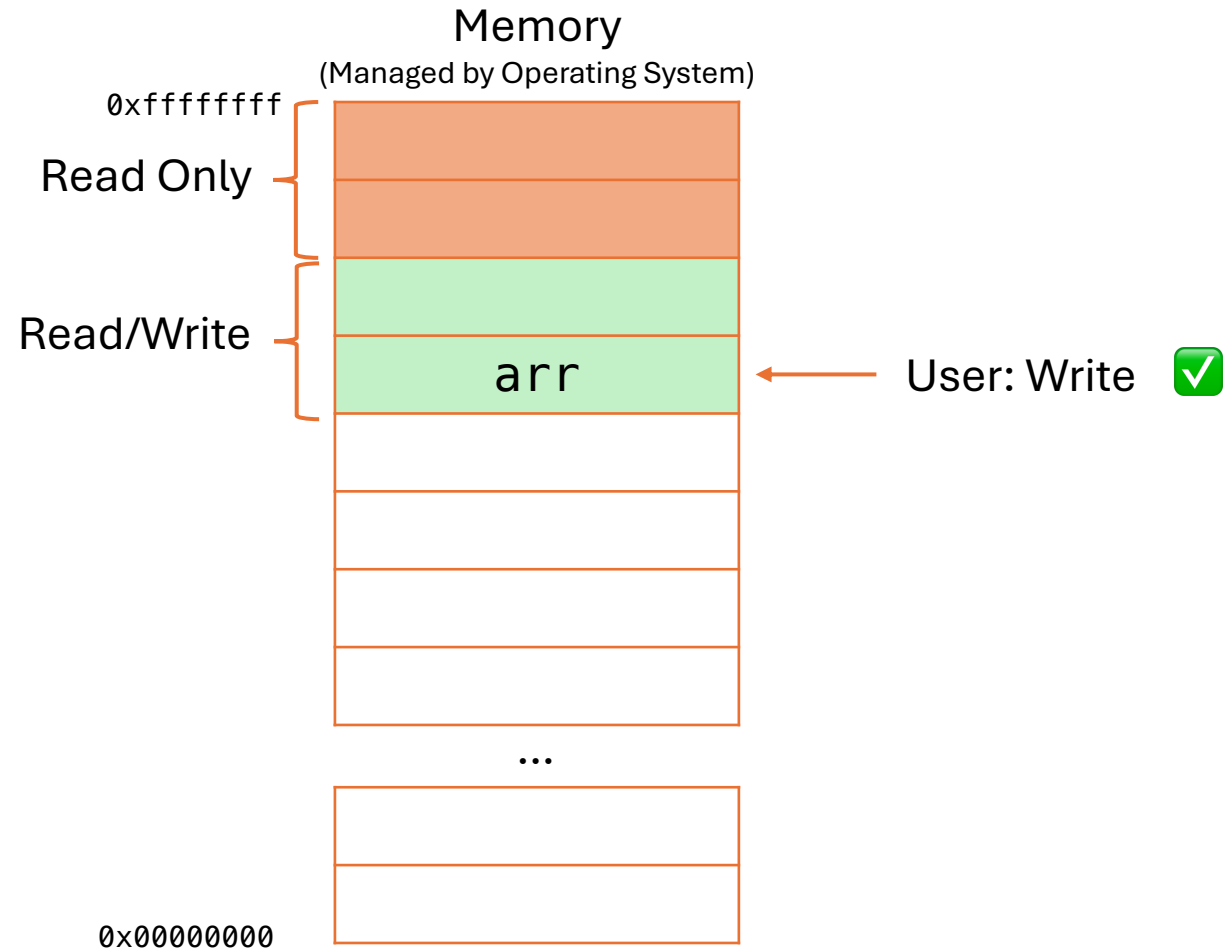 Memory
(Managed by Operating System)
0xffffffff
Read Only
Read/Write
arr
User: Write ✅
...
0x00000000